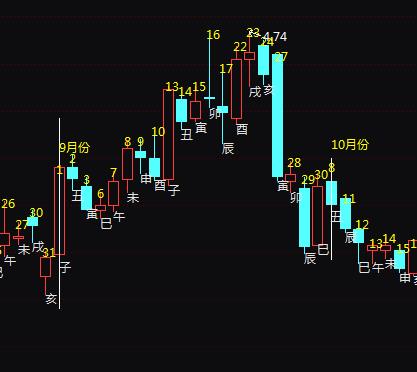 23
4.74
24
16
22
27
17
13
14
15
戌
亥
卯
10
丑
寅
酉
8
9
辰
9月份
10月份
2
1
7
申
酉
子
寅
28
8
3
6
丑
未
29
30
卯
11
26
30
寅
午
巳
丑
27
戌
辰
12
未
辰
巳
13
14
午
31
子
巳
午
未
15
亥
申